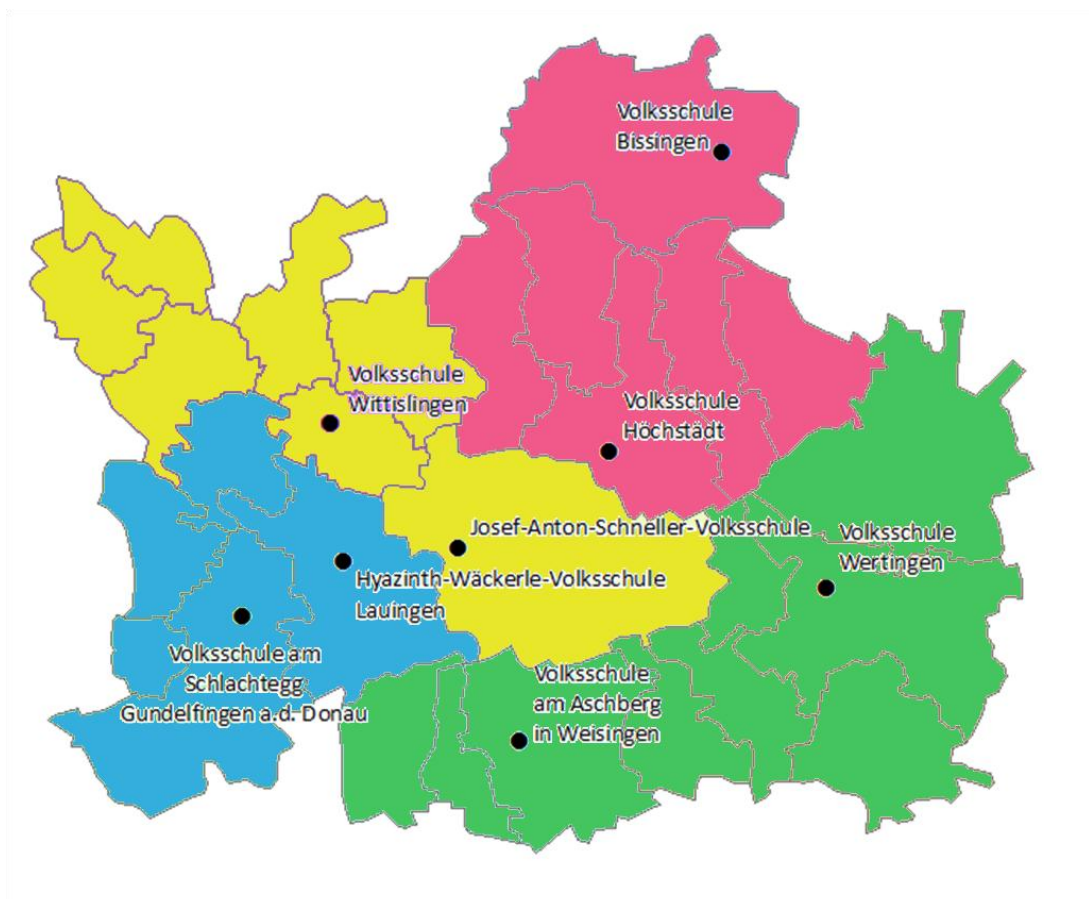 Volksschule
Bissingen
Volksschule
Wittislingen
Volksschule
Höchstädt
Josef-Anton-Schneller-Volksschule
Volksschule
Wertingen
Hyazinth-Wäckerle-Volksschule
Lauingen
Volksschule am
Schlachtegg
Gundelfingen a.d. Donau
Volksschule
am Aschberg
in Weisingen